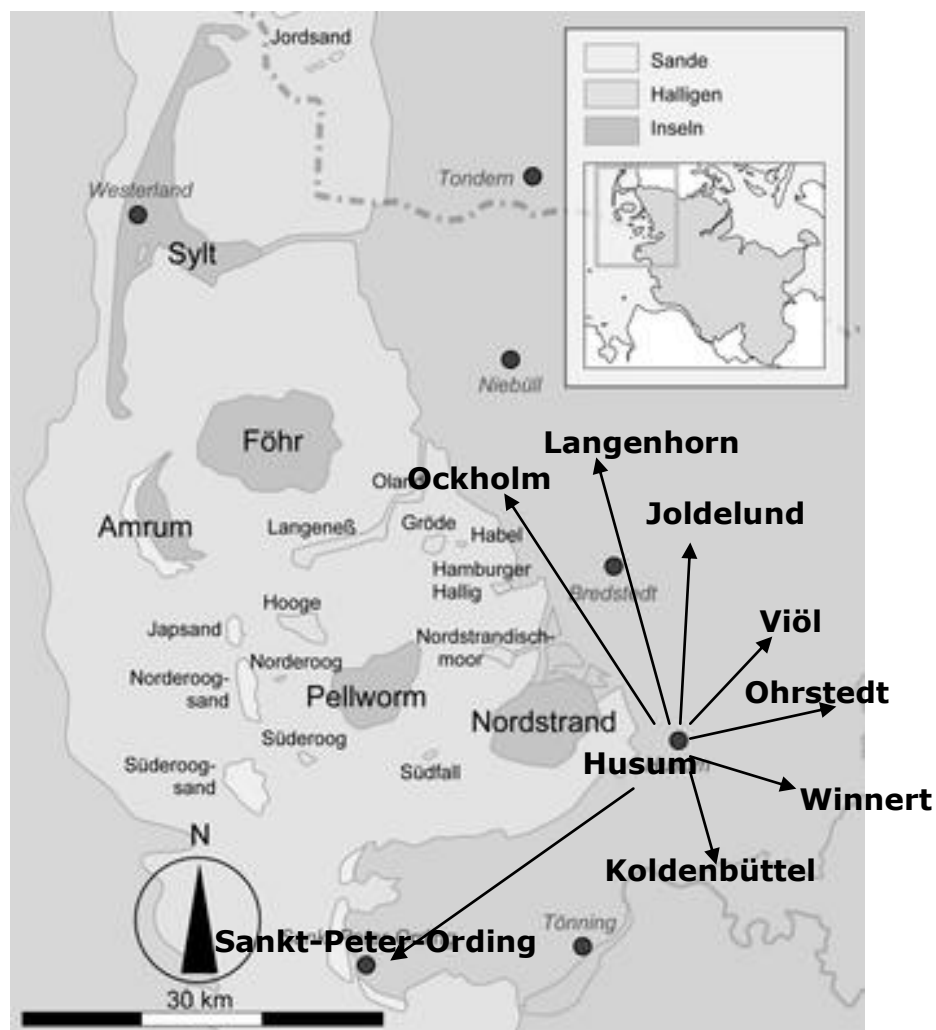 Jordsand
Sande
Halligen
Inseln
Tondern
Westerland
Sylt
Niebüll
Langenhorn
Föhr
Ockholm
Oland
Joldelund
Amrum
Langeneß
Gröde
Habel
Hamburger
Hallig
Bredstedt
Hooge
Viöl
Japsand
Nordstrandisch-
moor
Norderoog
Norderoog-
sand
Pellworm
Ohrstedt
Nordstrand
Süderoog
Husum
Süderoog-
sand
Südfall
Winnert
N
Koldenbüttel
Tönning
Sankt-Peter-Ording
30 km